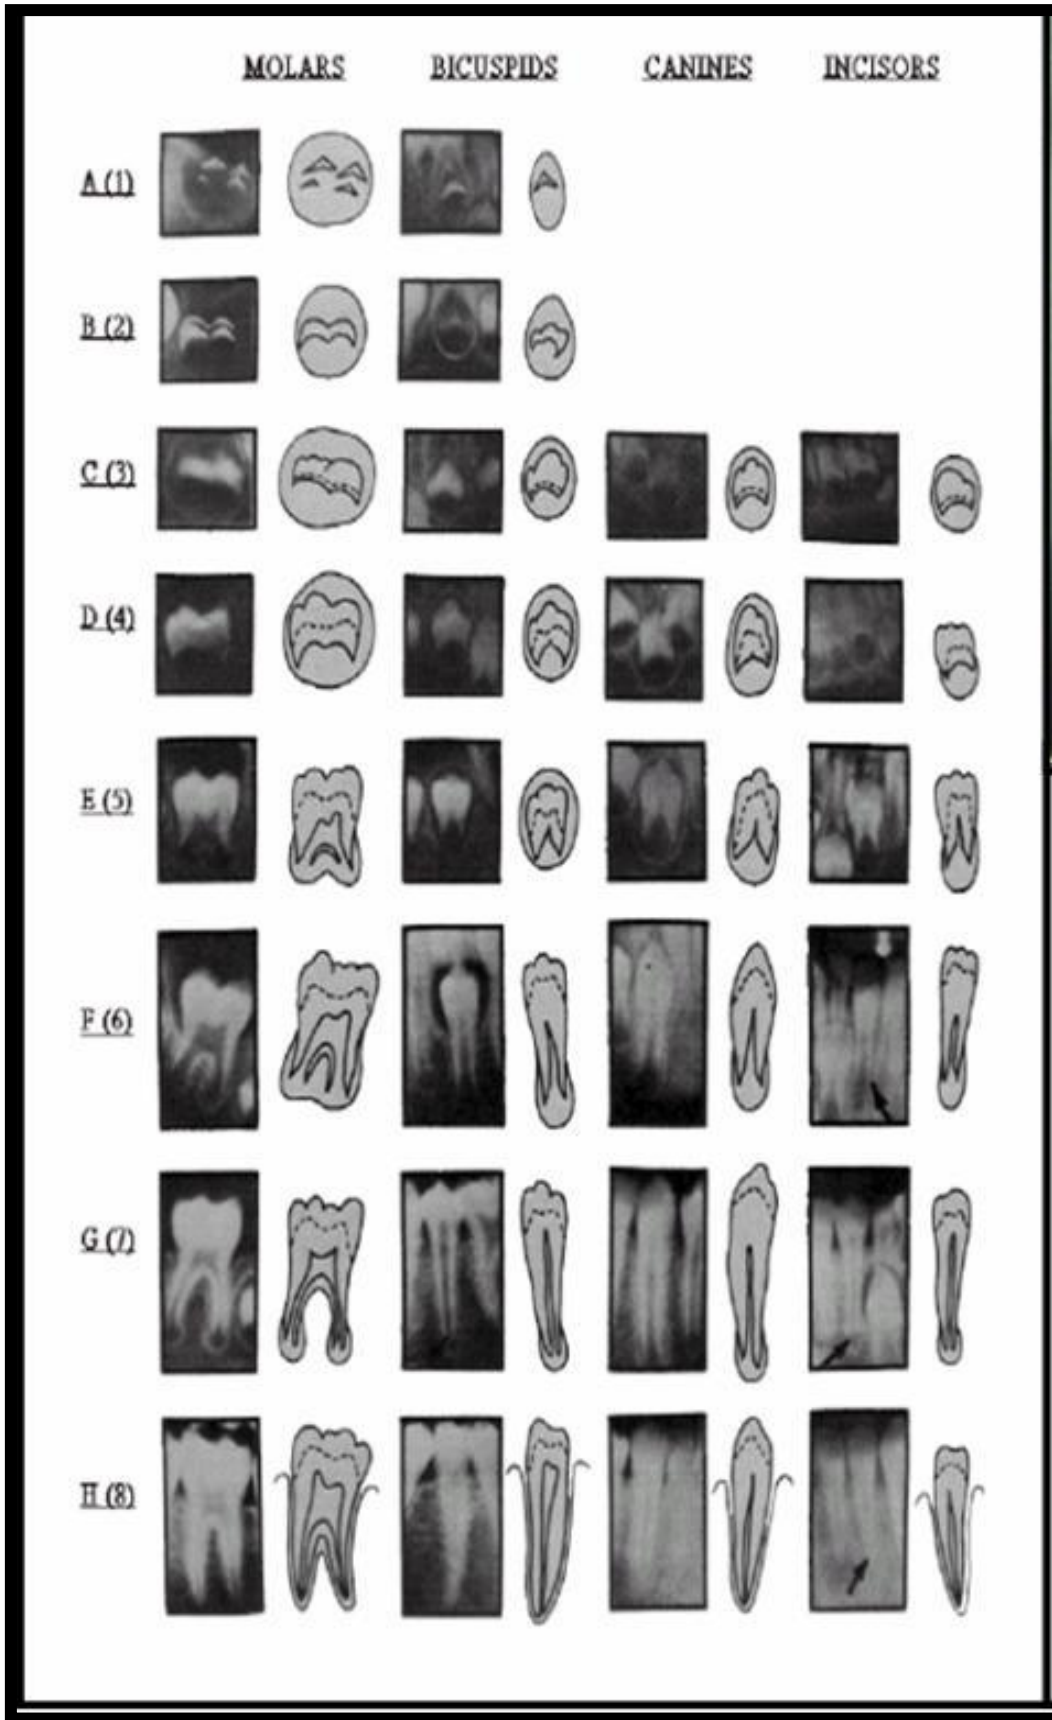 MOLARS BICUSPIDS CANINES INCISORS
A (1)
B (2)
C (3)
D (4)
E (5)
F (6)
G (7)
H (8)